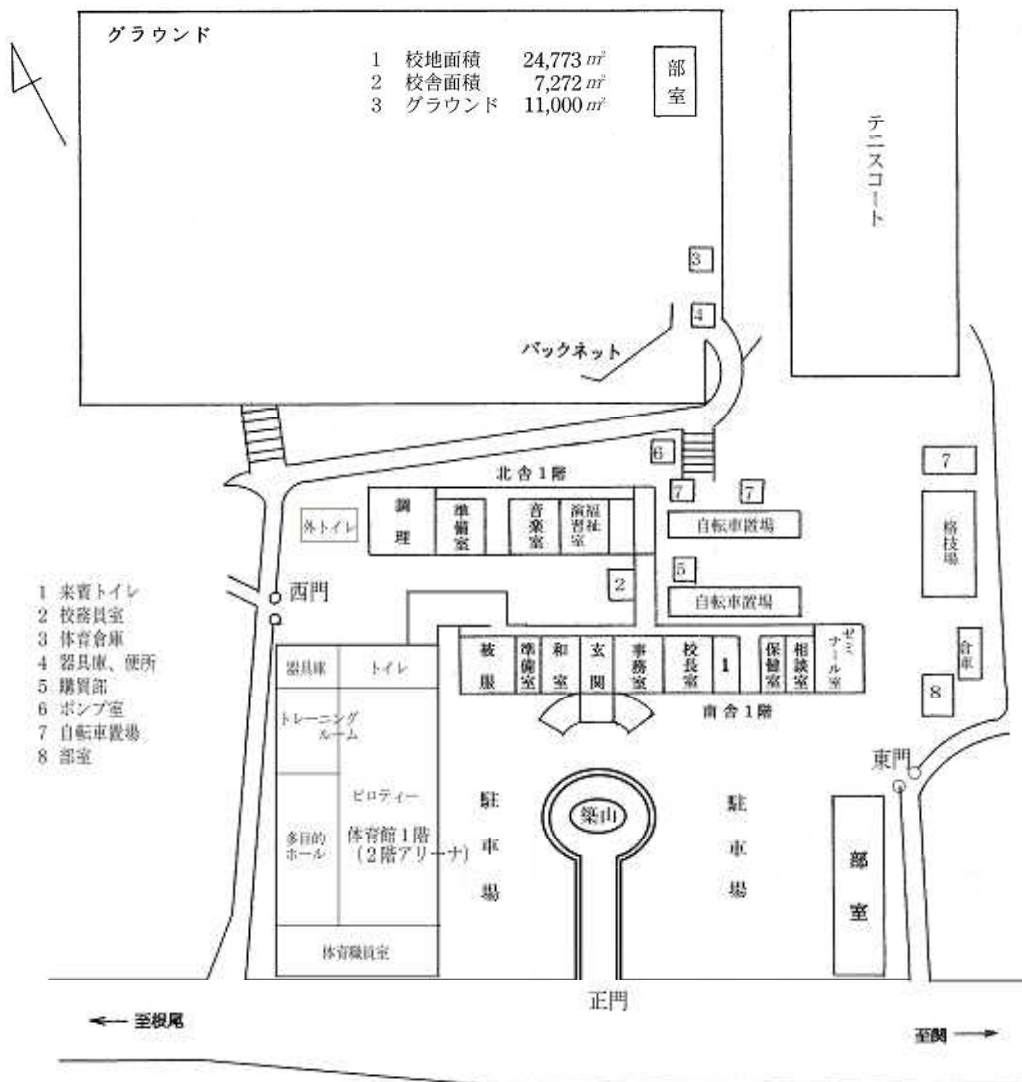 グラウンド
1 校地面積 24,773㎡
2 校舎面積 7,272㎡
3 グラウンド 11,000㎡
部室
テニスコート
3
4
バックネット
6
7
7
7
北舎1階
外トイレ
調理
準備室
音楽室
福祉演習室
自転車置場
格技場
2
5
自転車置場
西門
1 来賓トイレ
2 校務員室
3 体育倉庫
4 器具庫、便所
5 購買部
6 ポンプ室
7 自転車置場
8 部室
被服
準備室
和室
玄関
事務室
校長室
1
保健室
相談室
ゼミナール室
南舎1階
倉庫
8
東門
器具庫
トイレ
トレーニングルーム
ピロティー
多目的ホール
体育館1階
(2階アリーナ)
体育職員室
駐車場
築山
駐車場
部室
正門
← 至根尾
至関 →